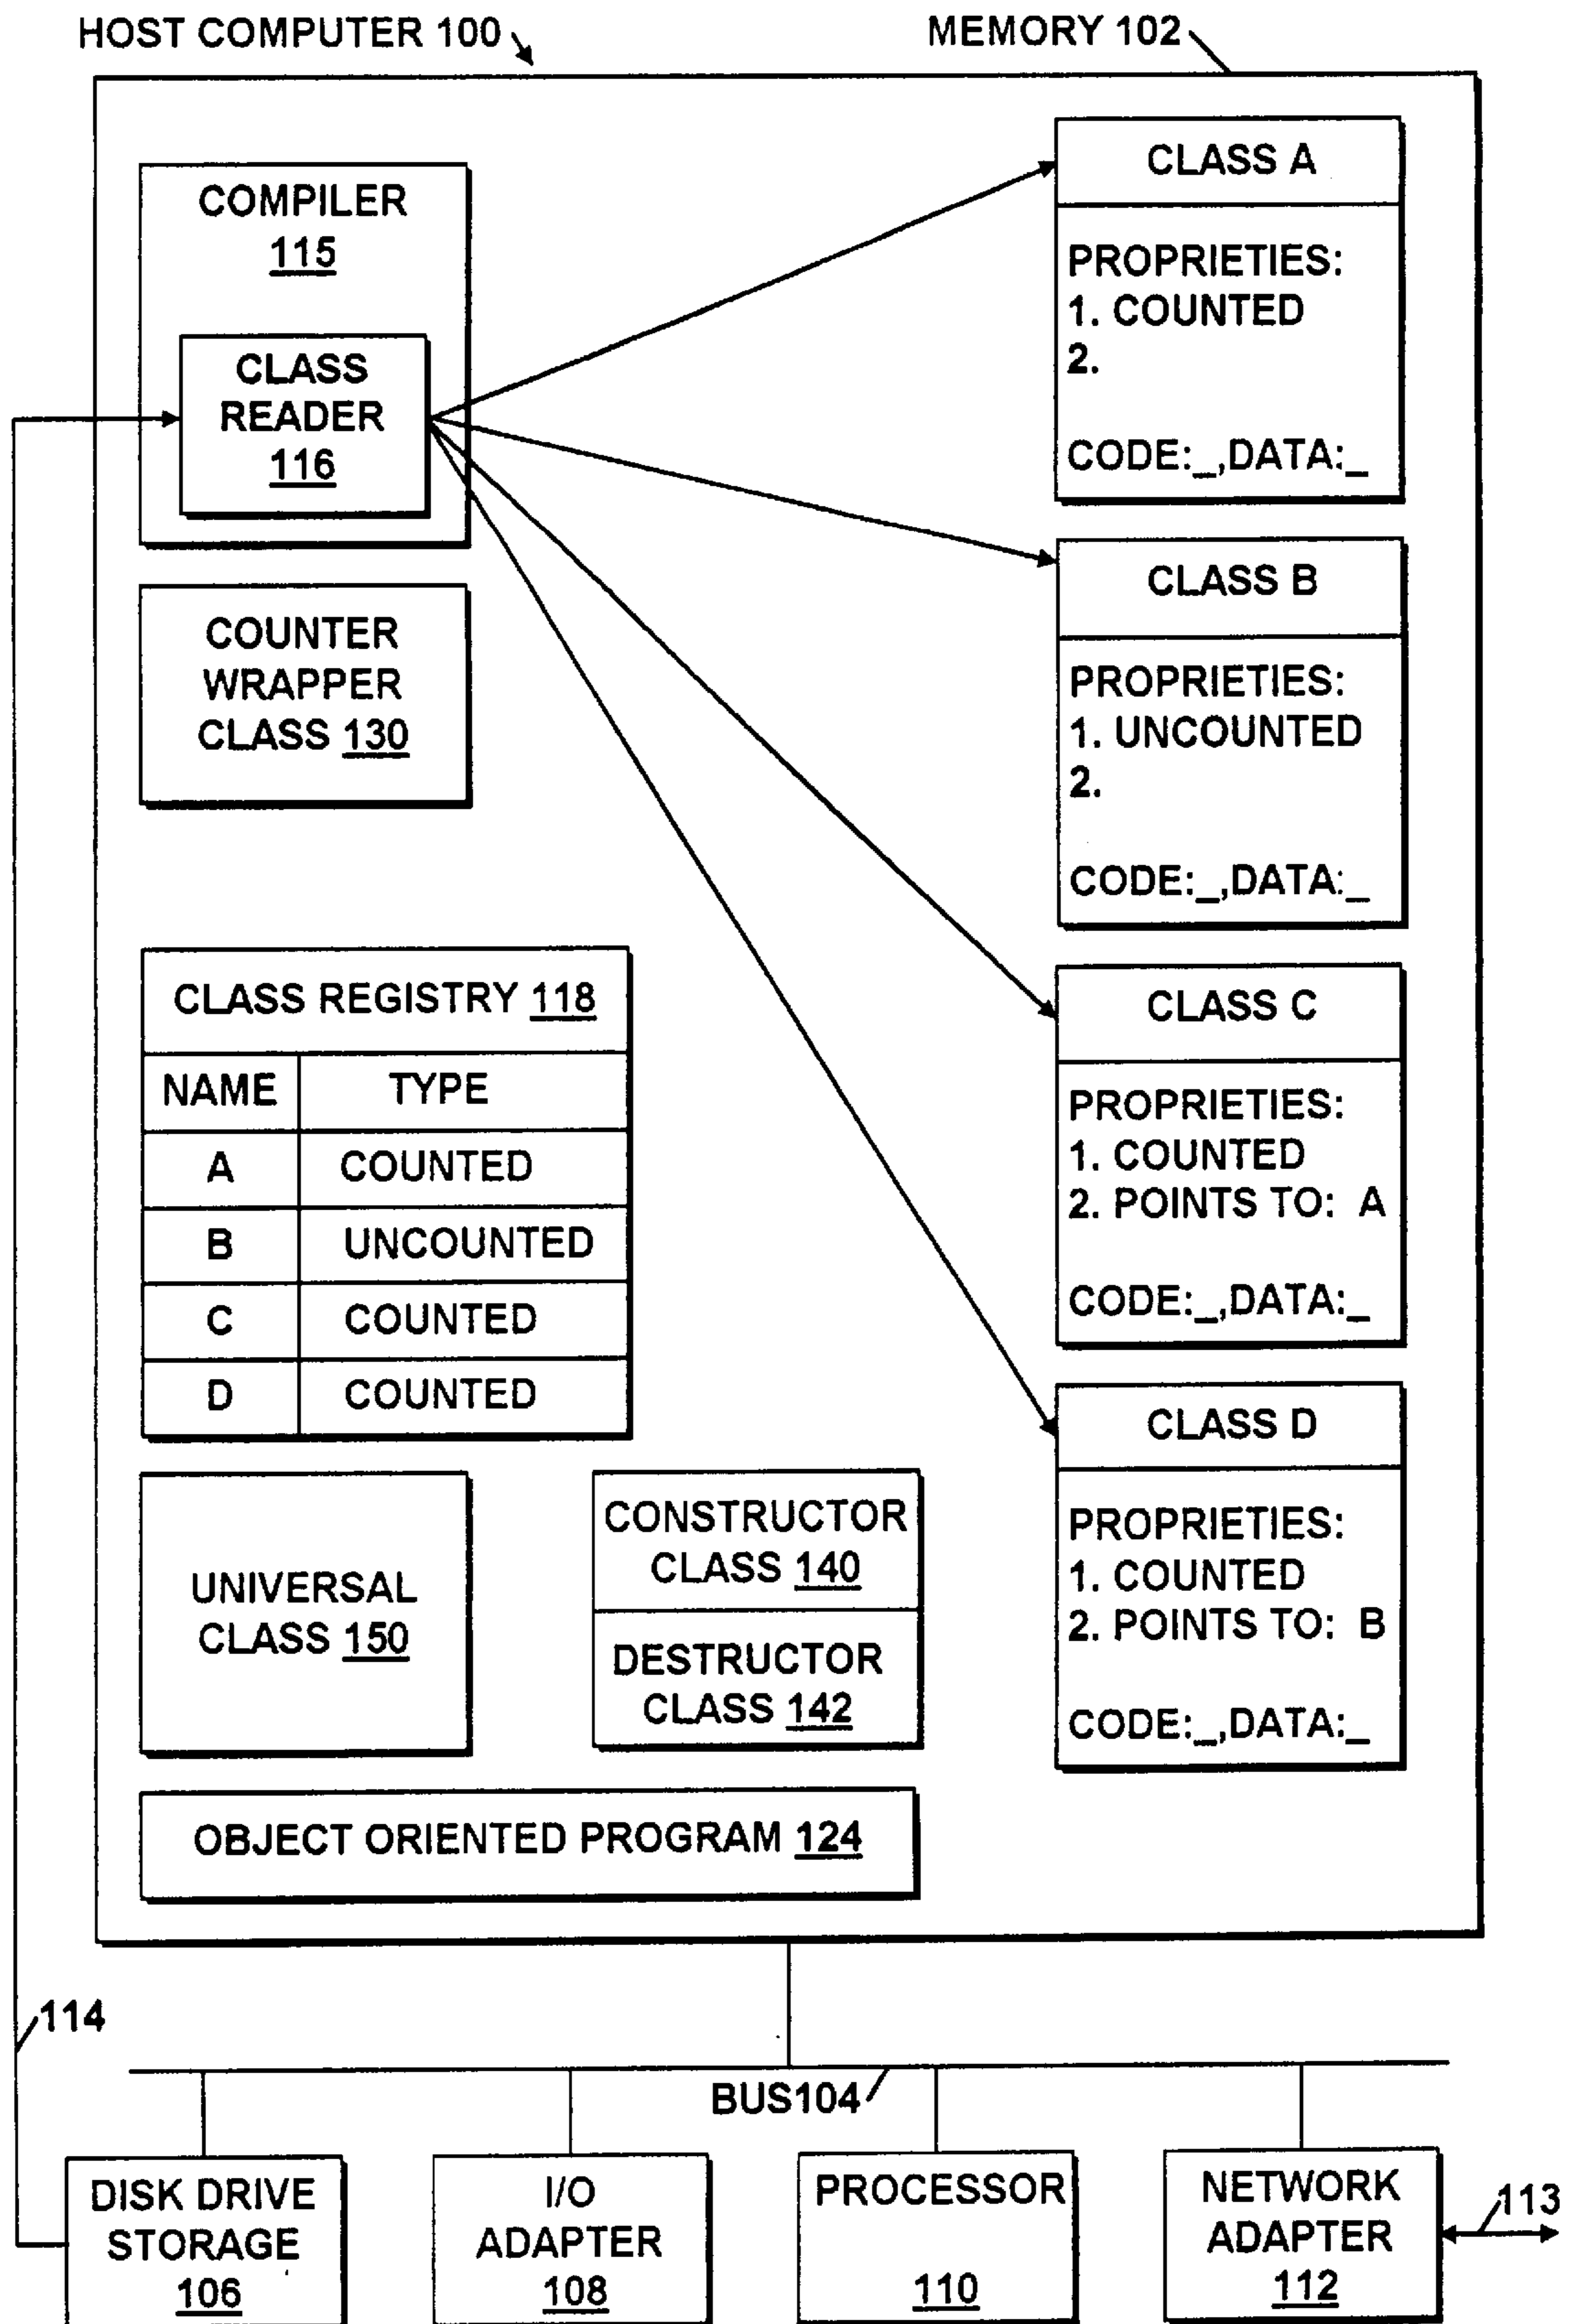 HOST COMPUTER 100
MEMORY 102
COMPILER
115
CLASS
READER
116
COUNTER
WRAPPER
CLASS 130
CLASS REGISTRY 118
NAME TYPE
A COUNTED
B UNCOUNTED
C COUNTED
D COUNTED
UNIVERSAL
CLASS 150
CONSTRUCTOR
CLASS 140
DESTRUCTOR
CLASS 142
OBJECT ORIENTED PROGRAM 124
CLASS A
PROPRIETIES:
1. COUNTED
2.
CODE:_,DATA:_
CLASS B
PROPRIETIES:
1. UNCOUNTED
2.
CODE:_,DATA:_
CLASS C
PROPRIETIES:
1. COUNTED
2. POINTS TO: A
CODE:_,DATA:_
CLASS D
PROPRIETIES:
1. COUNTED
2. POINTS TO: B
CODE:_,DATA:_
114
BUS104
DISK DRIVE
STORAGE
106
I/O
ADAPTER
108
PROCESSOR
110
NETWORK
ADAPTER
112
113